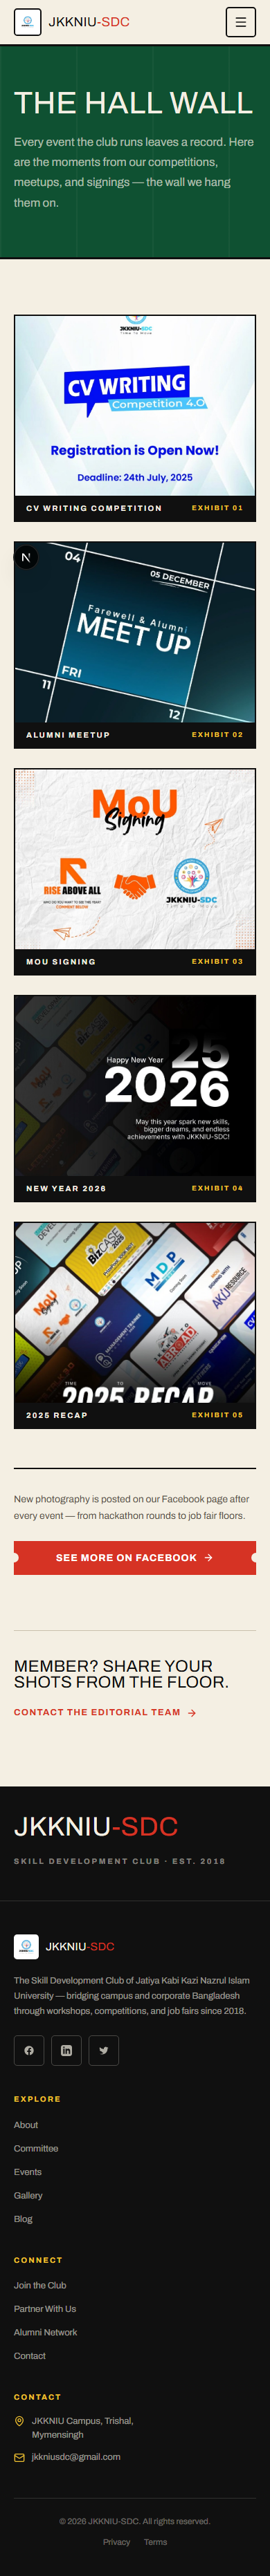 JKKNIU-SDC
THE HALL WALL
Every event the club runs leaves a record. Here
are the moments from our competitions,
meetups, and signings — the wall we hang
them on.
JKKNIU-SDC
CV WRITING
Competition 4.O
Registration is Open Now!
Deadline: 24th July, 2025
CV WRITING COMPETITION
EXHIBIT 01
N
04
05 DECEMBER
Farewell & Alumni
MEET UP
FRI
11
12
ALUMNI MEETUP
EXHIBIT 02
MoU
Signing
RISE ABOVE ALL
JKKNIU-SDC
MOU SIGNING
EXHIBIT 03
Happy New Year
25
2026
May this year spark new skills,
bigger dreams, and endless
achievements with JKKNIU-SDC!
NEW YEAR 2026
EXHIBIT 04
BIZCASE
2025
MDP
MoU
ABROAD
2025 RECAP
2025 RECAP
EXHIBIT 05
New photography is posted on our Facebook page after
every event — from hackathon rounds to job fair floors.
SEE MORE ON FACEBOOK →
MEMBER? SHARE YOUR
SHOTS FROM THE FLOOR.
CONTACT THE EDITORIAL TEAM →
JKKNIU-SDC
SKILL DEVELOPMENT CLUB · EST. 2018
JKKNIU-SDC
The Skill Development Club of Jatiya Kabi Kazi Nazrul Islam
University — bridging campus and corporate Bangladesh
through workshops, competitions, and job fairs since 2018.
EXPLORE
About
Committee
Events
Gallery
Blog
CONNECT
Join the Club
Partner With Us
Alumni Network
Contact
CONTACT
JKKNIU Campus, Trishal,
Mymensingh
jkkniusdc@gmail.com
© 2026 JKKNIU-SDC. All rights reserved.
Privacy
Terms